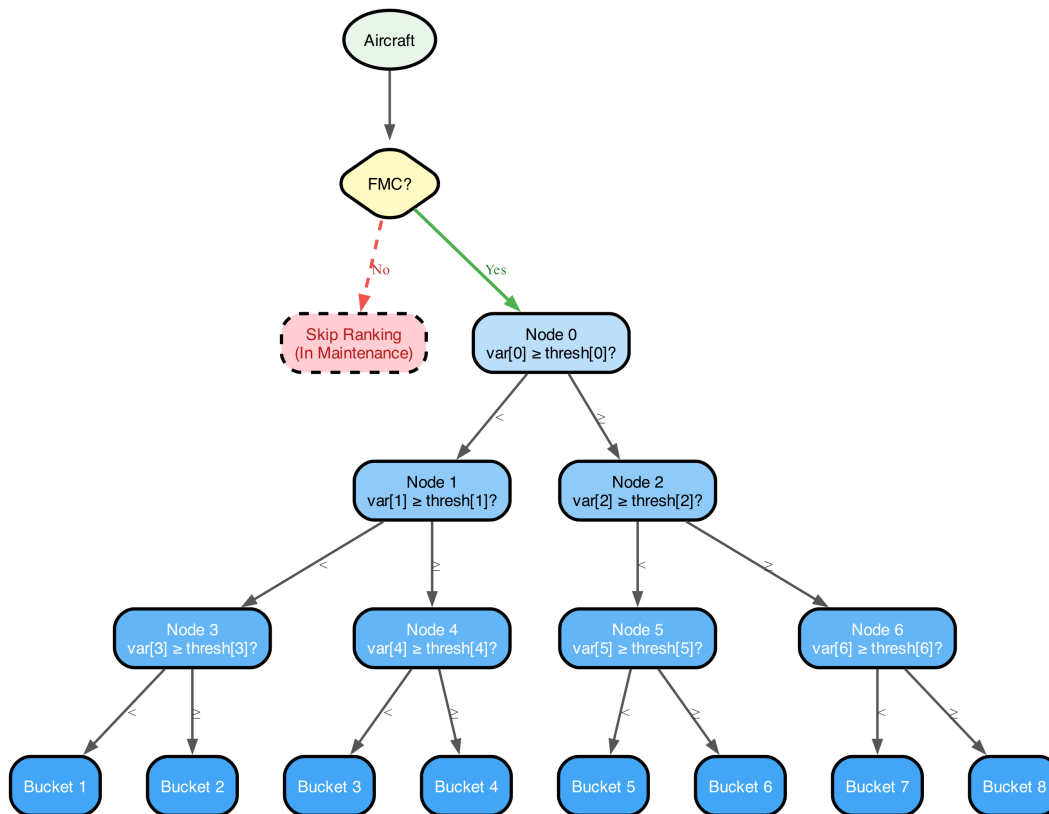 Aircraft
FMC?
No
Yes
Skip Ranking
(In Maintenance)
Node 0
var[0] ≥ thresh[0]?
<
≥
Node 1
var[1] ≥ thresh[1]?
Node 2
var[2] ≥ thresh[2]?
<
≥
<
≥
Node 3
var[3] ≥ thresh[3]?
Node 4
var[4] ≥ thresh[4]?
Node 5
var[5] ≥ thresh[5]?
Node 6
var[6] ≥ thresh[6]?
<
≥
<
≥
<
≥
<
≥
Bucket 1
Bucket 2
Bucket 3
Bucket 4
Bucket 5
Bucket 6
Bucket 7
Bucket 8